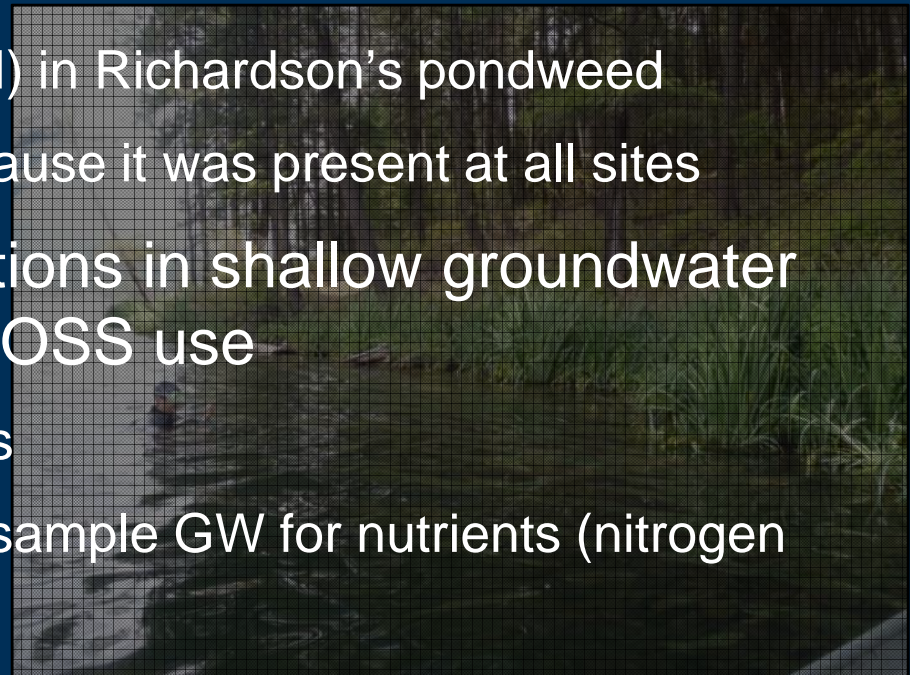 ) in Richardson's pondweed
ause it was present at all sites
tions in shallow groundwater
OSS use
s
sample GW for nutrients (nitrogen